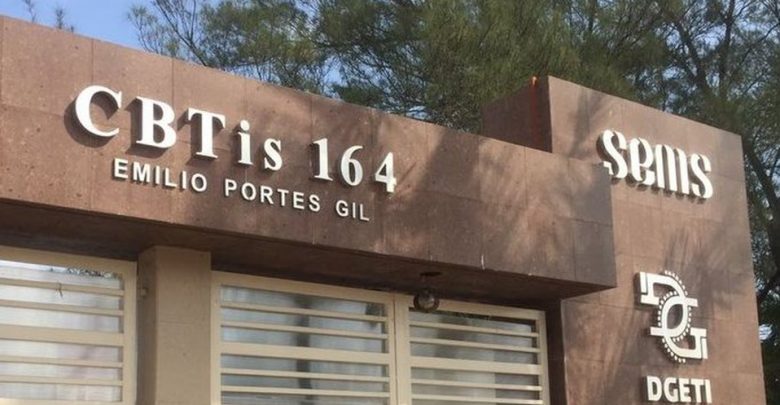 CBTis 164
EMILIO PORTES GIL
sems
DGETI